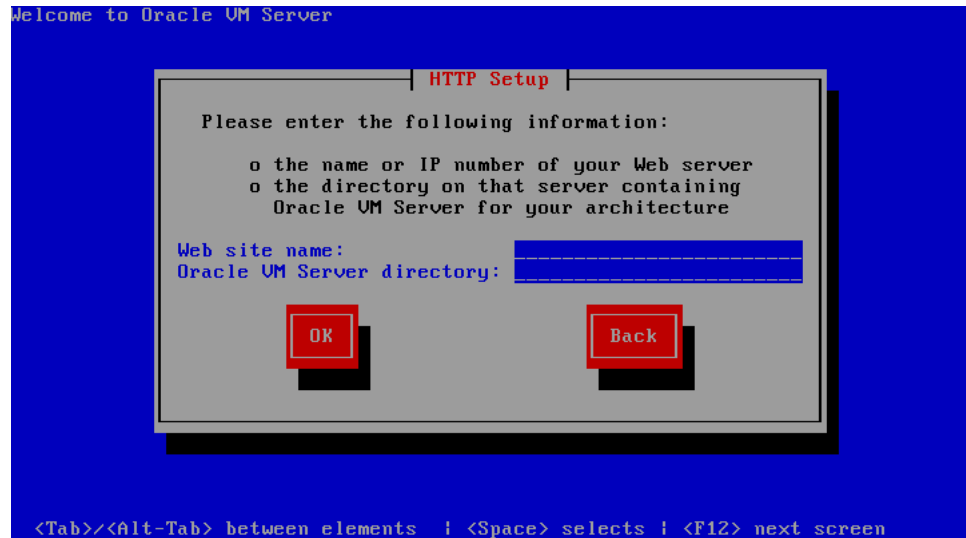 Welcome to Oracle VM Server
HTTP Setup
Please enter the following information:
o the name or IP number of your Web server
o the directory on that server containing
Oracle VM Server for your architecture
Web site name: ________________________
Oracle VM Server directory: ________________________
OK Back
<Tab>/<Alt-Tab> between elements | <Space> selects | <F12> next screen